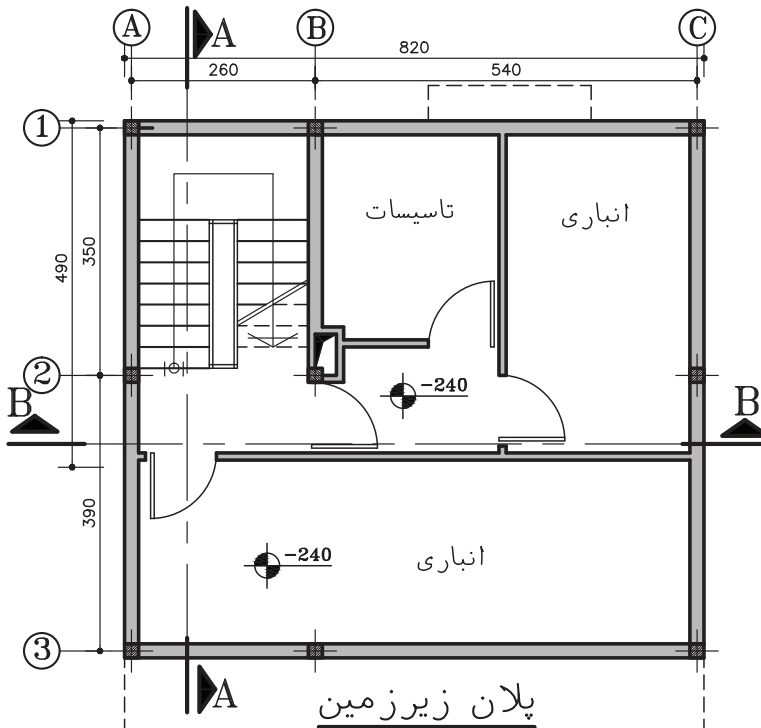 A A B C
820
260 540
1
تاسیسات
انباری
350
490
2
-240
B B
390
-240
انباری
3
A
پلان زیرزمین